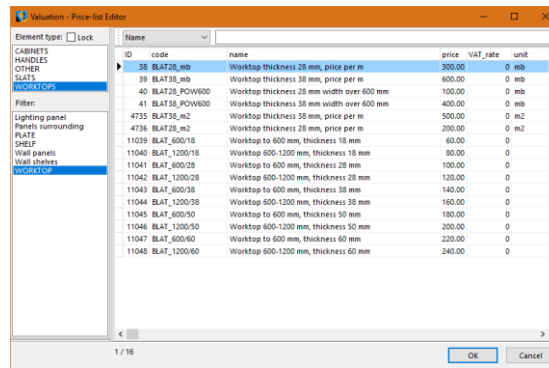 Valuation - Price-list Editor
Element type: Lock Name
CABINETS
HANDLES
OTHER
SLATS
WORKTOPS
Filter:
Lighting panel
Panels surrounding
PLATE
SHELF
Wall panels
Wall shelves
WORKTOP
ID code name price VAT_rate unit
38 BLAT28_mb Worktop thickness 28 mm, price per m 300.00 0 mb
39 BLAT38_mb Worktop thickness 38 mm, price per m 600.00 0 mb
40 BLAT28_POW600 Worktop thickness 28 mm width over 600 mm 100.00 0 mb
41 BLAT38_POW600 Worktop thickness 38 mm width over 600 mm 400.00 0 mb
4735 BLAT38_m2 Worktop thickness 38 mm, price per m 500.00 0 m2
4736 BLAT28_m2 Worktop thickness 28 mm, price per m 200.00 0 m2
11039 BLAT_600/18 Worktop to 600 mm, thickness 18 mm 60.00 0
11040 BLAT_1200/18 Worktop 600-1200 mm, thickness 18 mm 80.00 0
11041 BLAT_600/28 Worktop to 600 mm, thickness 28 mm 100.00 0
11042 BLAT_1200/28 Worktop 600-1200 mm, thickness 28 mm 120.00 0
11043 BLAT_600/38 Worktop to 600 mm, thickness 38 mm 140.00 0
11044 BLAT_1200/38 Worktop 600-1200 mm, thickness 38 mm 160.00 0
11045 BLAT_600/50 Worktop to 600 mm, thickness 50 mm 180.00 0
11046 BLAT_1200/50 Worktop 600-1200 mm, thickness 50 mm 200.00 0
11047 BLAT_600/60 Worktop to 600 mm, thickness 60 mm 220.00 0
11048 BLAT_1200/60 Worktop 600-1200 mm, thickness 60 mm 240.00 0
1 / 16
OK Cancel